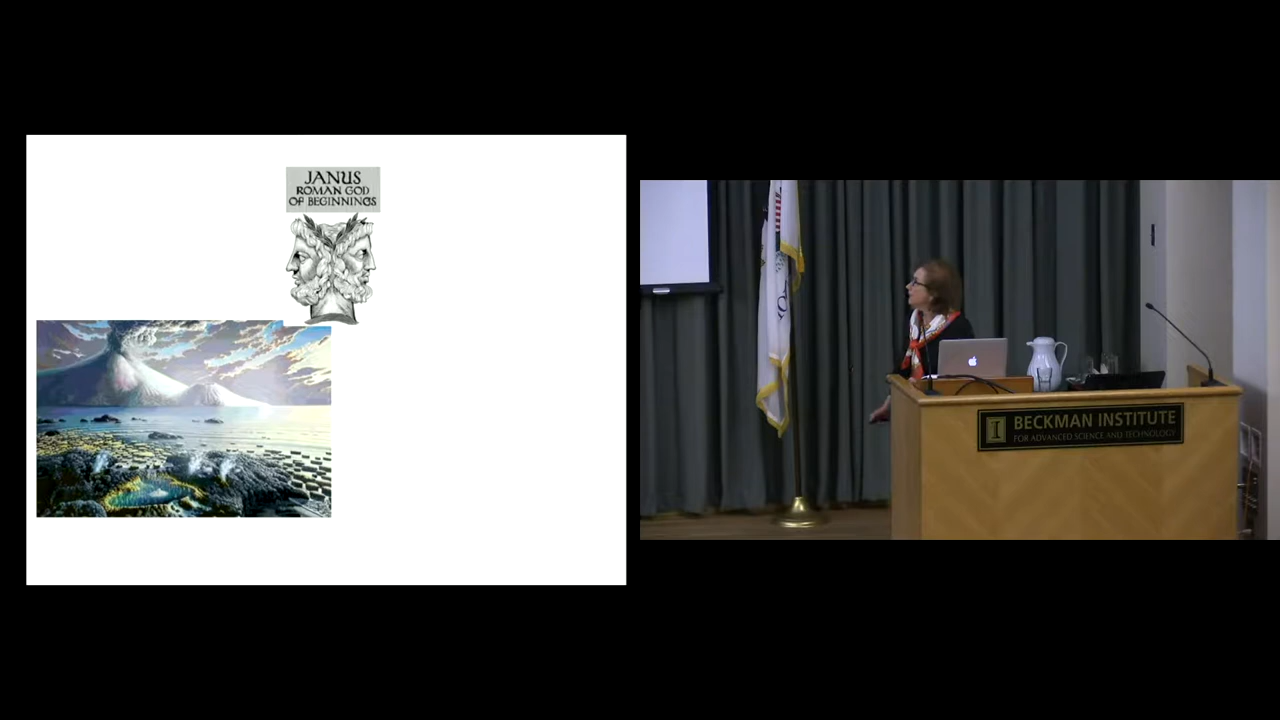 JANUS
ROMAN GOD
OF BEGINNINGS
I
BECKMAN INSTITUTE
FOR ADVANCED SCIENCE AND TECHNOLOGY